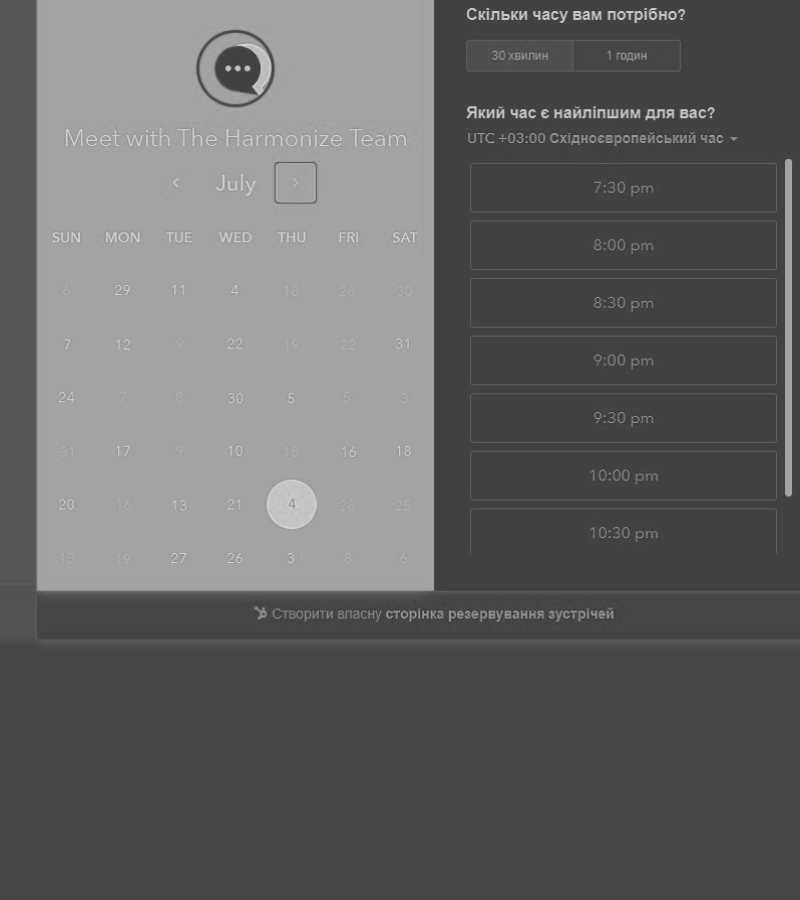 Meet with The Harmonize Team
July
SUN MON TUE WED THU FRI SAT
6 29 11 4 18 28 30
7 12 9 22 19 22 31
24 7 8 30 5 5 3
31 17 9 10 18 16 18
20 16 13 21 4 28 25
13 19 27 26 3 8 6
Скільки часу вам потрібно?
30 хвилин 1 годин
Який час є найліпшим для вас?
UTC +03:00 Східноєвропейський час
7:30 pm
8:00 pm
8:30 pm
9:00 pm
9:30 pm
10:00 pm
10:30 pm
Створити власну сторінка резервування зустрічей